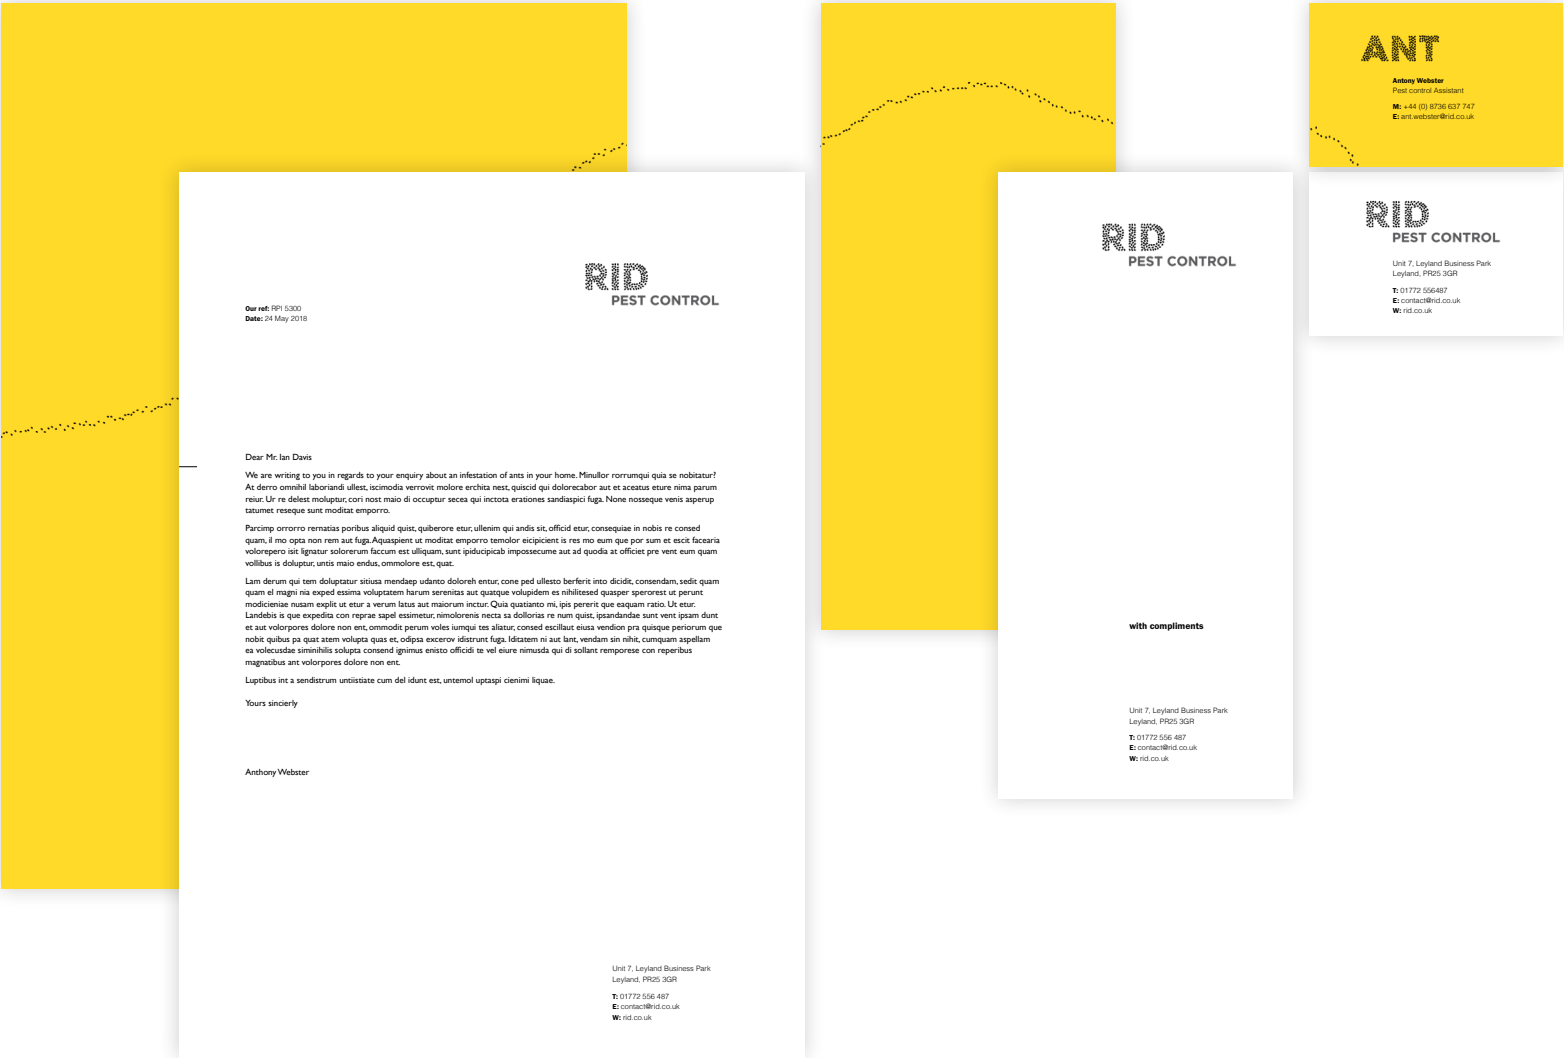 RID
PEST CONTROL
Our ref: RPI 5300
Date: 24 May 2018
Dear Mr. Ian Davis
We are writing to you in regards to your enquiry about an infestation of ants in your home. Minullor rorrumqui quia se nobitatur?
At derro omnihil laboriandi ullest, iscimodia verrovit molore erchita nest, quiscid qui dolorecabor aut et aceatus eture nima parum
reiur. Ur re delest moluptur, cori nost maio di occuptur secea qui inctota erationes sandiaspici fuga. None nosseque venis asperup
tatumet reseque sunt moditat emporro.
Parcimp orrorro rernatias poribus aliquid quist, quiberore etur, ullenim qui andis sit, officid etur, consequiae in nobis re consed
quam, il mo opta non rem aut fuga. Aquaspient ut moditat emporro temolor eicipicient is res mo eum que por sum et escit facearia
volorepero isit lignatur solorerum faccum est ulliquam, sunt ipiducipicab impossecume aut ad quodia at officiet pre vent eum quam
vollibus is doluptur, untis maio endus, ommolore est, quat.
Lam derum qui tem doluptatur sitiusa mendaep udanto doloreh entur, cone ped ullesto berferit into dicidit, consendam, sedit quam
quam el magni nia exped essima voluptatem harum serenitas aut quatque volupidem es nihilitesed quasper sperorest ut perunt
modicieniae nusam explit ut etur a verum latus aut maiorum inctur. Quia quatianto mi, ipis pererit que eaquam ratio. Ut etur.
Landebis is que expedita con reprae sapel essimetur, nimolorenis necta sa dollorias re num quist, ipsandandae sunt vent ipsam dunt
et aut volorpores dolore non ent, ommodit perum voles iumqui tes aliatur, consed escillaut eiusa vendion pra quisque periorum que
nobit quibus pa quat atem volupta quas et, odipsa excerov idistrunt fuga. Iditatem ni aut lant, vendam sin nihit, cumquam aspellam
ea volecusdae siminihilis solupta consend ignimus enisto officidi te vel eiure nimusda qui di sollant remporese con reperibus
magnatibus ant volorpores dolore non ent.
Luptibus int a sendistrum untiistiate cum del idunt est, untemol uptaspi cienimi liquae.
Yours sincierly
Anthony Webster
Unit 7, Leyland Business Park
Leyland, PR25 3GR
T: 01772 556 487
E: contact@rid.co.uk
W: rid.co.uk
RID
PEST CONTROL
with compliments
Unit 7, Leyland Business Park
Leyland, PR25 3GR
T: 01772 556 487
E: contact@rid.co.uk
W: rid.co.uk
ANT
Antony Webster
Pest control Assistant
M: +44 (0) 8736 637 747
E: ant.webster@rid.co.uk
RID
PEST CONTROL
Unit 7, Leyland Business Park
Leyland, PR25 3GR
T: 01772 556487
E: contact@rid.co.uk
W: rid.co.uk